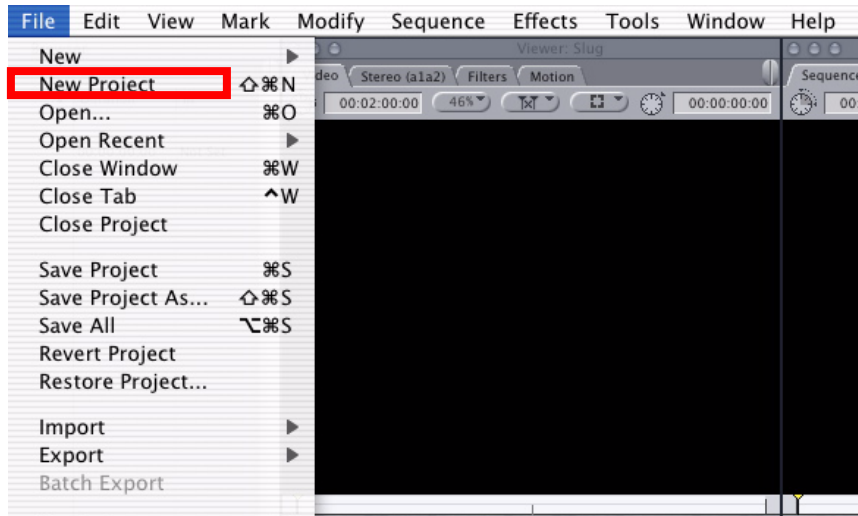 File Edit View Mark Modify Sequence Effects Tools Window Help
New
New Project ⇧⌘N
Open... ⌘O
Open Recent
Close Window ⌘W
Close Tab ^W
Close Project
Save Project ⌘S
Save Project As... ⇧⌘S
Save All ⌥⌘S
Revert Project
Restore Project...
Import
Export
Batch Export
Viewer: Slug
deo Stereo (a1a2) Filters Motion
00:02:00:00 46% 00:00:00:00
Sequence
00